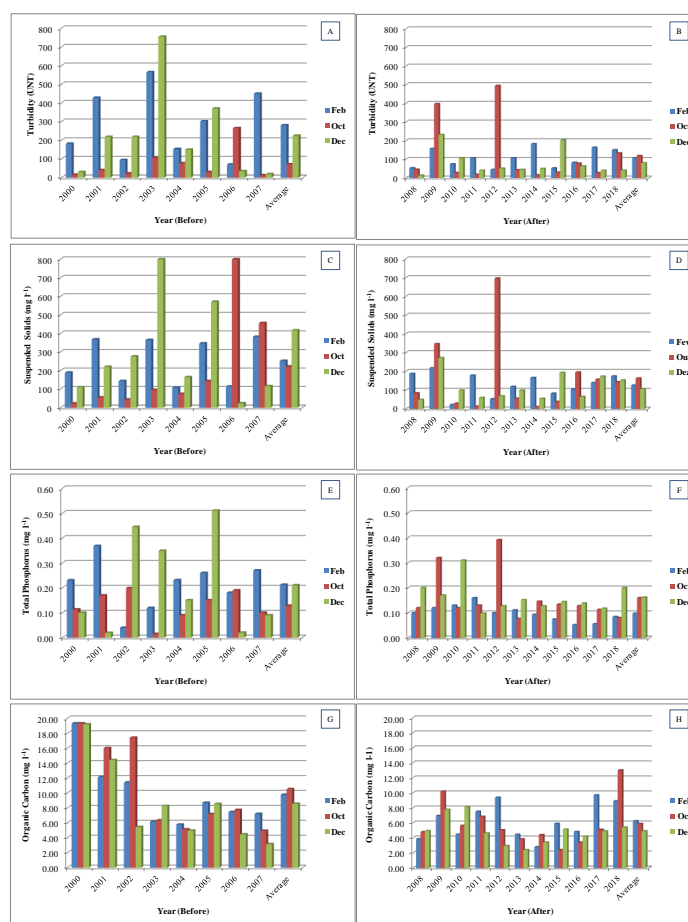 A
800
700
600
500
400
300
200
100
0
Turbidity (UNT)
Feb
Oct
Dec
2000
2001
2002
2003
2004
2005
2006
2007
Average
Year (Before)
B
800
700
600
500
400
300
200
100
0
Turbidity (UNT)
Feb
Oct
Dec
2008
2009
2010
2011
2012
2013
2014
2015
2016
2017
2018
Average
Year (After)
C
800
700
600
500
400
300
200
100
0
Suspended Solids (mg l⁻¹)
Feb
Oct
Dec
2000
2001
2002
2003
2004
2005
2006
2007
Average
Year (Before)
D
800
700
600
500
400
300
200
100
0
Suspended Solids (mg l⁻¹)
2008
2009
2010
2011
2012
2013
2014
2015
2016
2017
2018
Average
Year (After)
E
0.60
0.50
0.40
0.30
0.20
0.10
0.00
Total Phosphorus (mg l⁻¹)
Feb
Oct
Dec
2000
2001
2002
2003
2004
2005
2006
2007
Average
Year (Before)
F
0.60
0.50
0.40
0.30
0.20
0.10
0.00
Total Phosphorus (mg l⁻¹)
Feb
Oct
Dec
2008
2009
2010
2011
2012
2013
2014
2015
2016
2017
2018
Average
Year (After)
G
20.00
18.00
16.00
14.00
12.00
10.00
8.00
6.00
4.00
2.00
0.00
Organic Carbon (mg l⁻¹)
Feb
Oct
Dec
2000
2001
2002
2003
2004
2005
2006
2007
Average
Year (Before)
H
20.00
18.00
16.00
14.00
12.00
10.00
8.00
6.00
4.00
2.00
0.00
Organic Carbon (mg l-1)
Feb
Oct
Dec
2008
2009
2010
2011
2012
2013
2014
2015
2016
2017
2018
Average
Year (After)